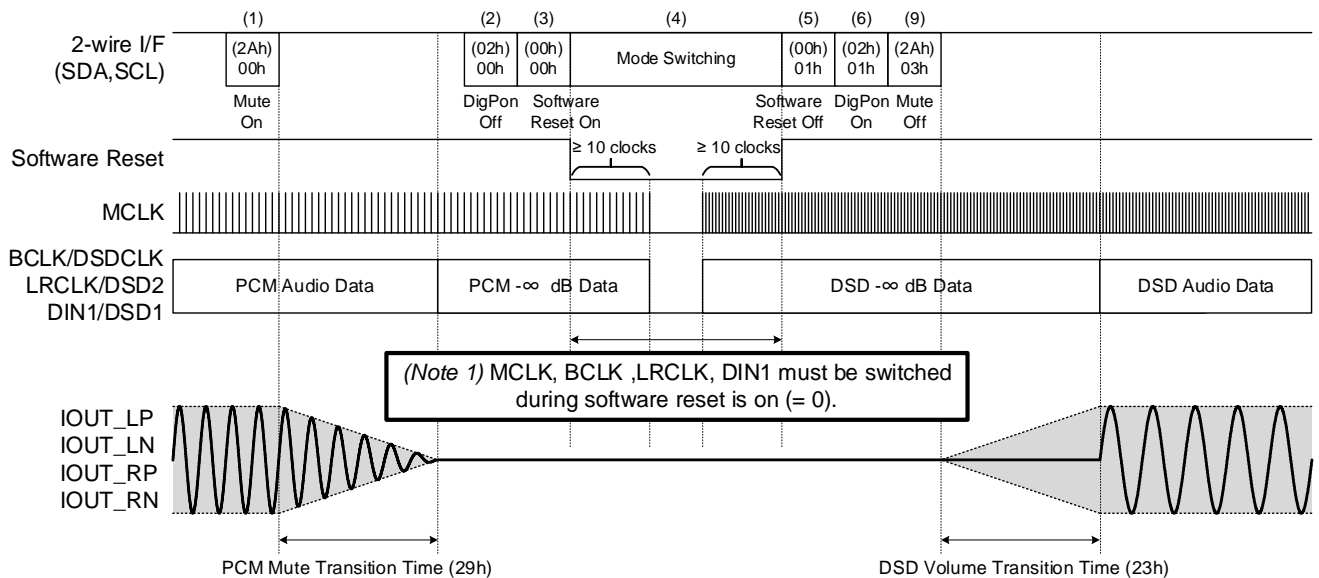 (1) (2) (3) (4) (5) (6) (9)
2-wire I/F
(SDA,SCL)
(2Ah)
00h
(02h)
00h
(00h)
00h
Mode Switching
(00h)
01h
(02h)
01h
(2Ah)
03h
Mute
On
DigPon
Off
Software
Reset On
Software
Reset Off
DigPon
On
Mute
Off
Software Reset
≥ 10 clocks
≥ 10 clocks
MCLK
BCLK/DSDCLK
LRCLK/DSD2
DIN1/DSD1
PCM Audio Data
PCM -∞ dB Data
DSD -∞ dB Data
DSD Audio Data
(Note 1) MCLK, BCLK ,LRCLK, DIN1 must be switched
during software reset is on (= 0).
IOUT_LP
IOUT_LN
IOUT_RP
IOUT_RN
PCM Mute Transition Time (29h)
DSD Volume Transition Time (23h)